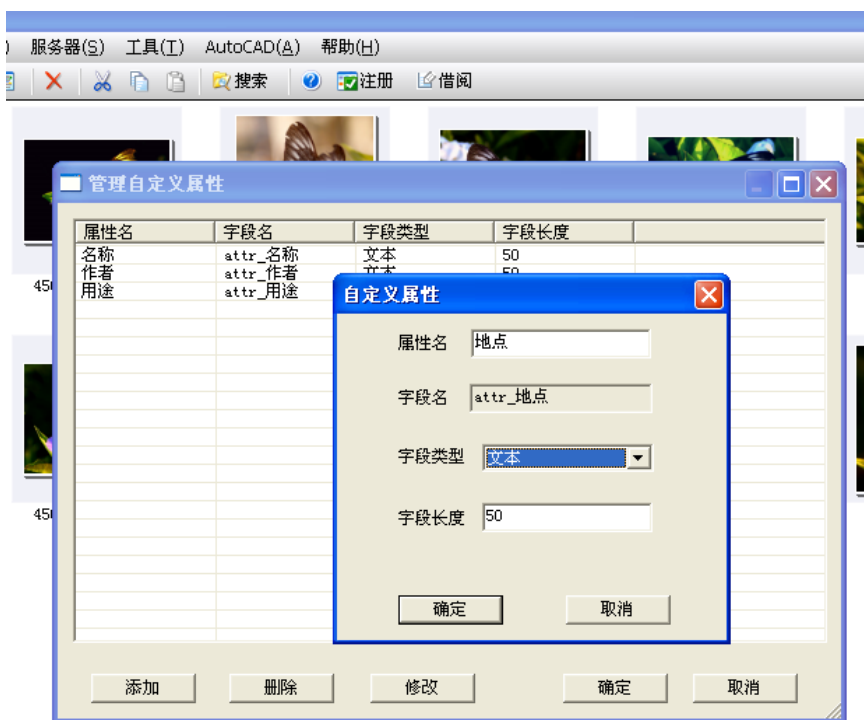 ) 服务器(S) 工具(T) AutoCAD(A) 帮助(H)
搜索 注册 借阅
管理自定义属性
属性名 字段名 字段类型 字段长度
名称 attr_名称 文本 50
作者 attr_作者 文本 50
用途 attr_用途
450
自定义属性
属性名 地点
字段名 attr_地点
字段类型 文本
字段长度 50
450
确定 取消
添加 删除 修改 确定 取消